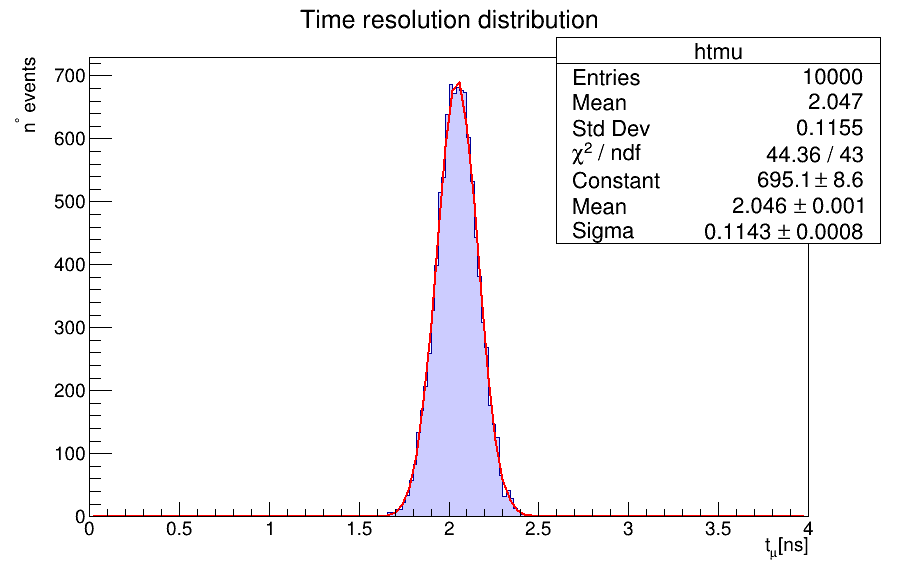 Time resolution distribution
htmu
Entries 10000
Mean 2.047
Std Dev 0.1155
χ² / ndf 44.36 / 43
Constant 695.1 ± 8.6
Mean 2.046 ± 0.001
Sigma 0.1143 ± 0.0008
n° events
700
600
500
400
300
200
100
0
0 0.5 1 1.5 2 2.5 3 3.5 4
tμ[ns]